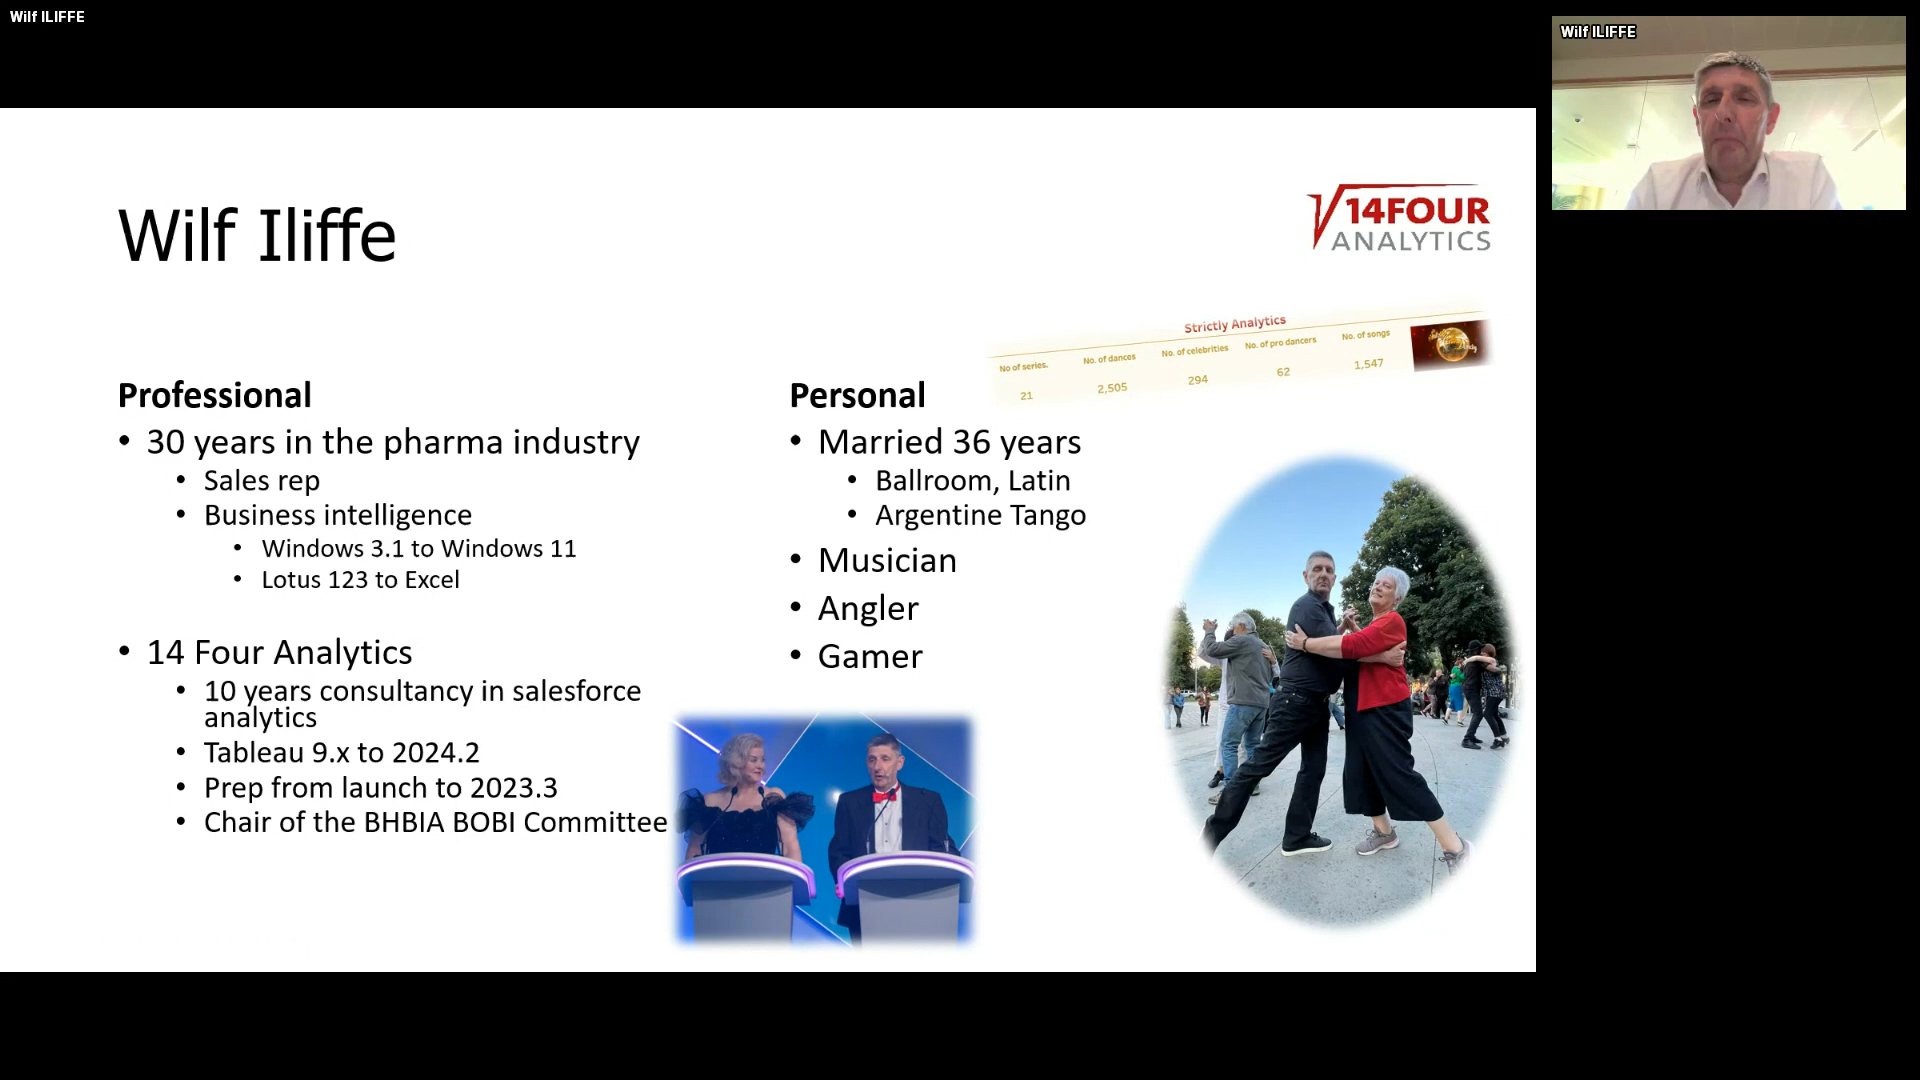 Wilf ILIFFE
Wilf ILIFFE
Wilf Iliffe
14FOUR
ANALYTICS
Strictly Analytics
No of series. No. of dances No. of celebrities No. of pro dancers No. of songs
21 2,505 294 62 1,547
Professional
• 30 years in the pharma industry
• Sales rep
• Business intelligence
• Windows 3.1 to Windows 11
• Lotus 123 to Excel
• 14 Four Analytics
• 10 years consultancy in salesforce
analytics
• Tableau 9.x to 2024.2
• Prep from launch to 2023.3
• Chair of the BHBIA BOBI Committee
Personal
• Married 36 years
• Ballroom, Latin
• Argentine Tango
• Musician
• Angler
• Gamer